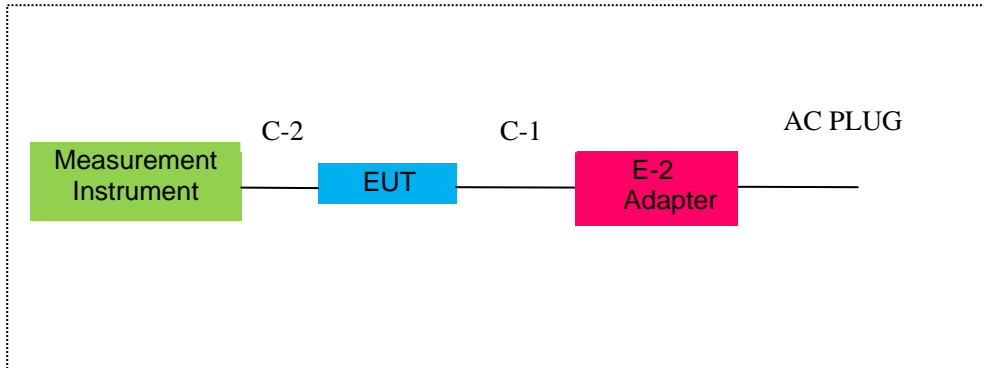 AC PLUG
C-2
C-1
Measurement
Instrument
EUT
E-2
Adapter